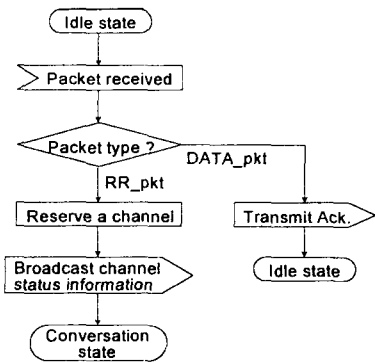 Idle state
Packet received
Packet type ?
DATA_pkt
RR_pkt
Reserve a channel
Transmit Ack.
Broadcast channel
status information
Idle state
Conversation
state